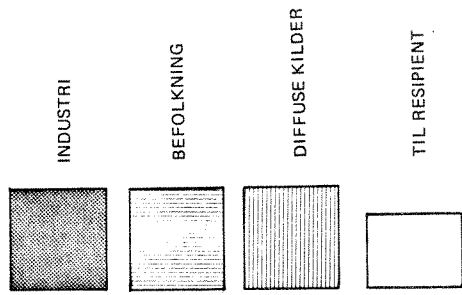 INDUSTRI
BEFOLKNING
DIFFUSE KILDER
TIL RESIPIENT